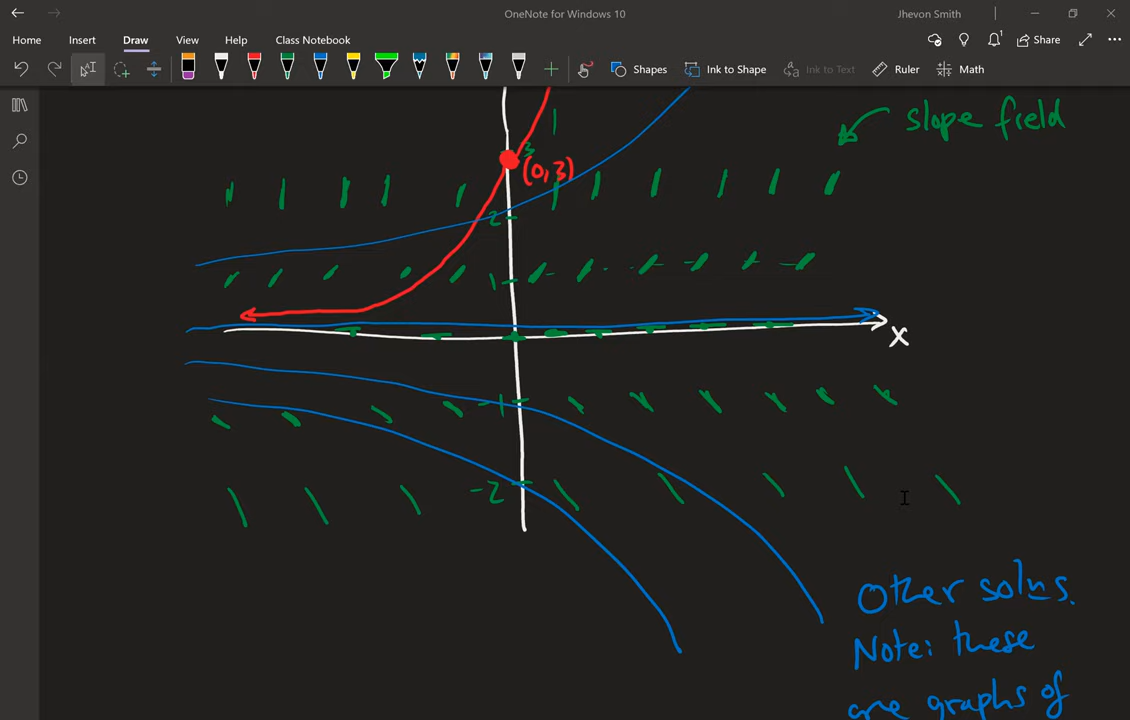 OneNote for Windows 10
Jhevon Smith
Home Insert Draw View Help Class Notebook
Share
Shapes Ink to Shape Ink to Text Ruler Math
slope field
3
(0,3)
2
1
x
-1
-2
Other solns.
Note: these
are graphs of